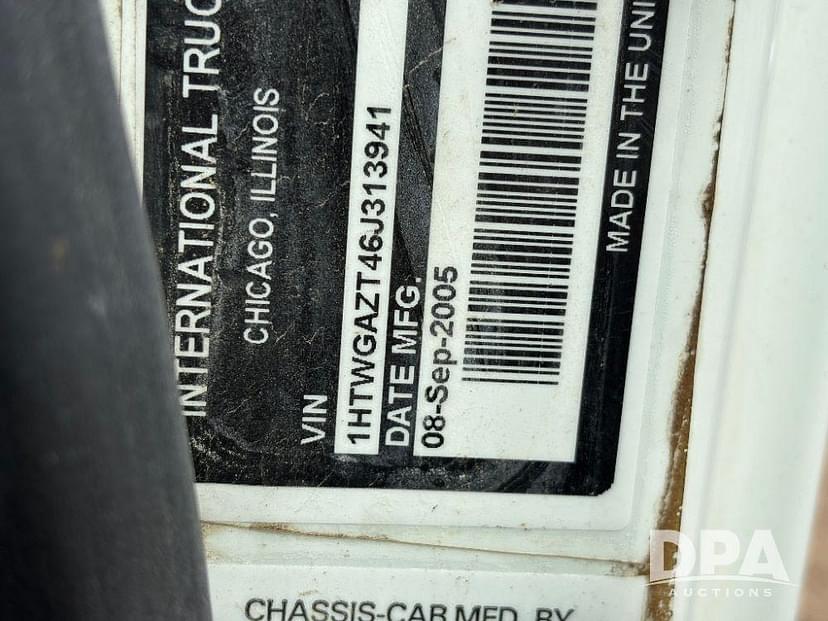 INTERNATIONAL TRUC
CHICAGO, ILLINOIS
VIN
1HTWGAZT46J313941
DATE MFG.
08-Sep-2005
MADE IN THE UNI
CHASSIS-CAB MFD. BY
DPA
AUCTIONS